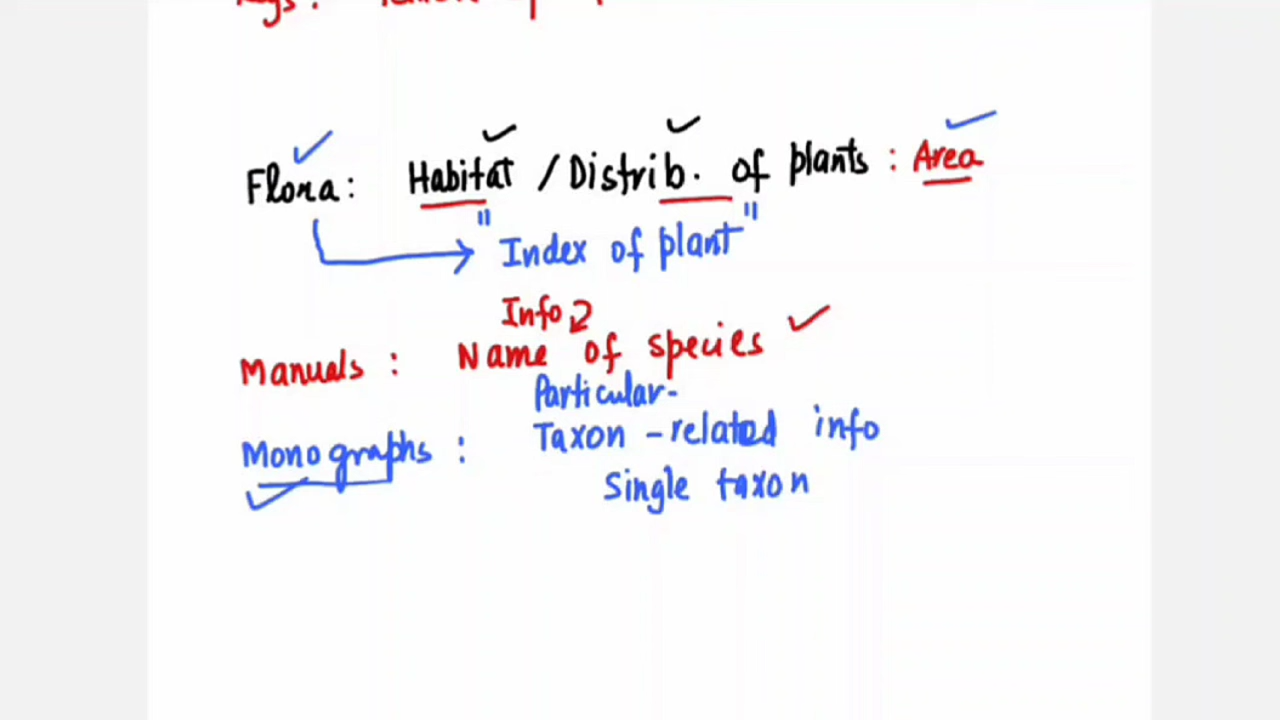 Flora: Habitat / Distrib. of plants : Area
"Index of plant"
Info
Manuals : Name of species
Particular-
Monographs : Taxon - related info
Single taxon